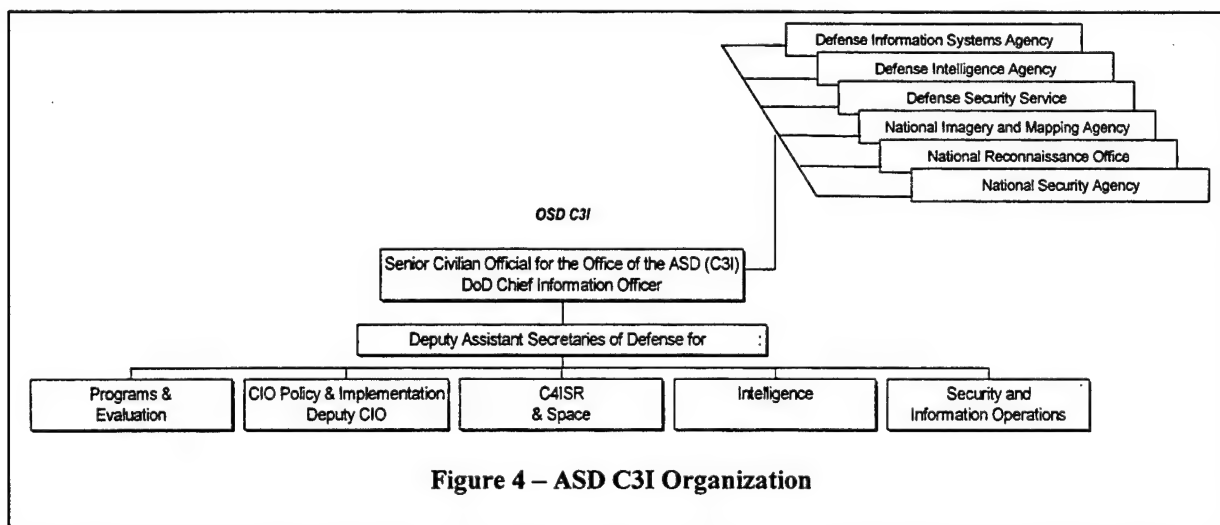 Defense Information Systems Agency
Defense Intelligence Agency
Defense Security Service
National Imagery and Mapping Agency
National Reconnaissance Office
National Security Agency
OSD C3I
Senior Civilian Official for the Office of the ASD (C3I)
DoD Chief Information Officer
Deputy Assistant Secretaries of Defense for :
Programs &
Evaluation
CIO Policy & Implementation
Deputy CIO
C4ISR
& Space
Intelligence
Security and
Information Operations
Figure 4 – ASD C3I Organization